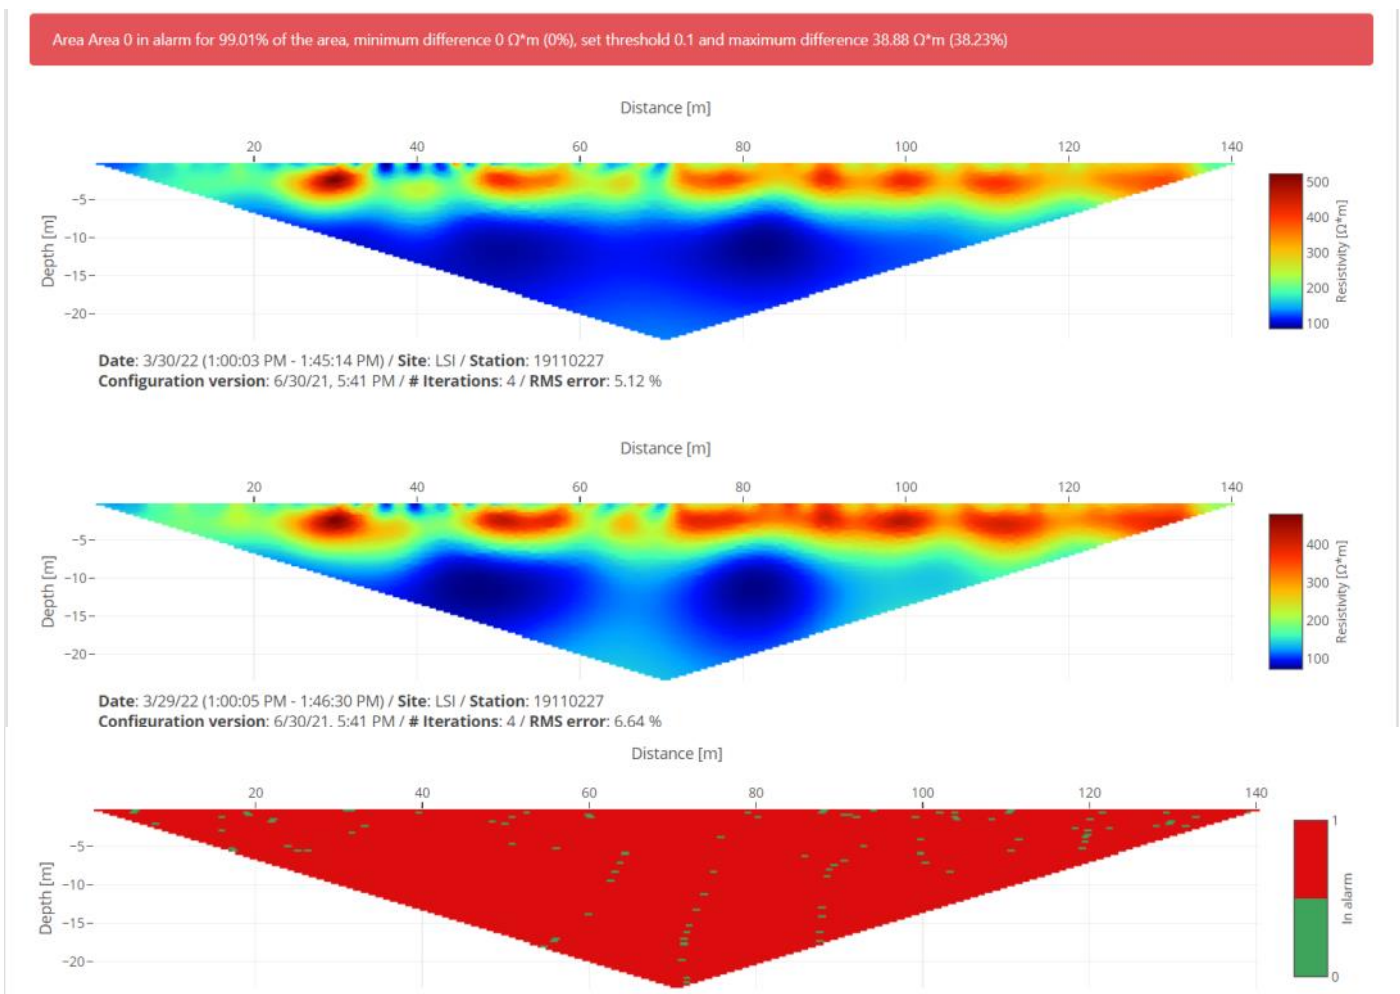 Area Area 0 in alarm for 99.01% of the area, minimum difference 0 Ω*m (0%), set threshold 0.1 and maximum difference 38.88 Ω*m (38.23%)
Distance [m]
20 40 60 80 100 120 140
Depth [m]
−5
−10
−15
−20
500
400
300
200
100
Resistivity [Ω*m]
Date: 3/30/22 (1:00:03 PM - 1:45:14 PM) / Site: LSI / Station: 19110227
Configuration version: 6/30/21, 5:41 PM / # Iterations: 4 / RMS error: 5.12 %
Distance [m]
20 40 60 80 100 120 140
Depth [m]
−5
−10
−15
−20
400
300
200
100
Resistivity [Ω*m]
Date: 3/29/22 (1:00:05 PM - 1:46:30 PM) / Site: LSI / Station: 19110227
Configuration version: 6/30/21, 5:41 PM / # Iterations: 4 / RMS error: 6.64 %
Distance [m]
20 40 60 80 100 120 140
Depth [m]
−5
−10
−15
−20
1
0
In alarm